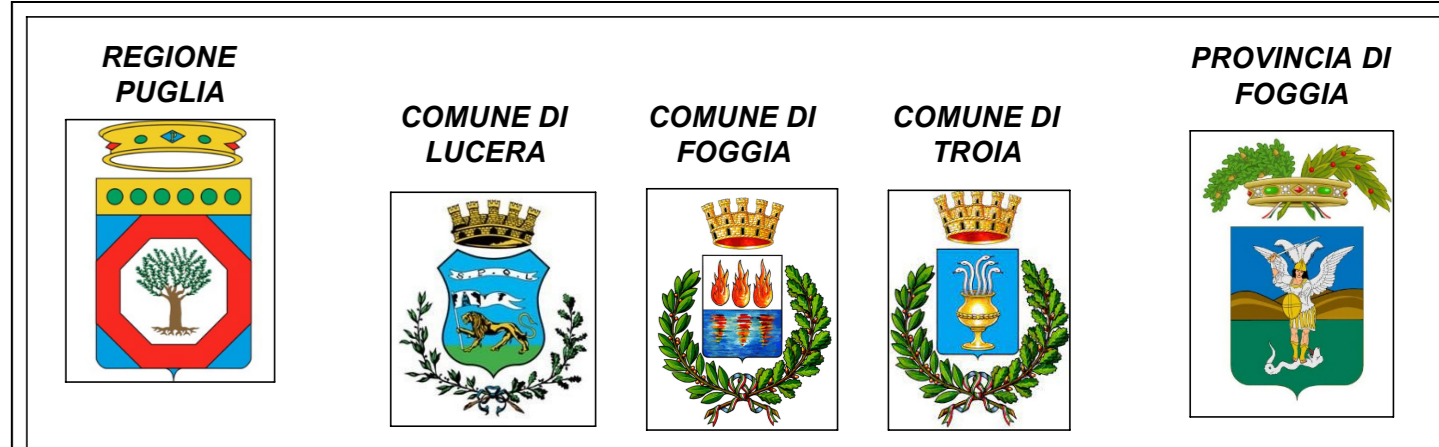 REGIONE
PUGLIA
COMUNE DI
LUCERA
S. P. Q. L.
COMUNE DI
FOGGIA
COMUNE DI
TROIA
PROVINCIA DI
FOGGIA